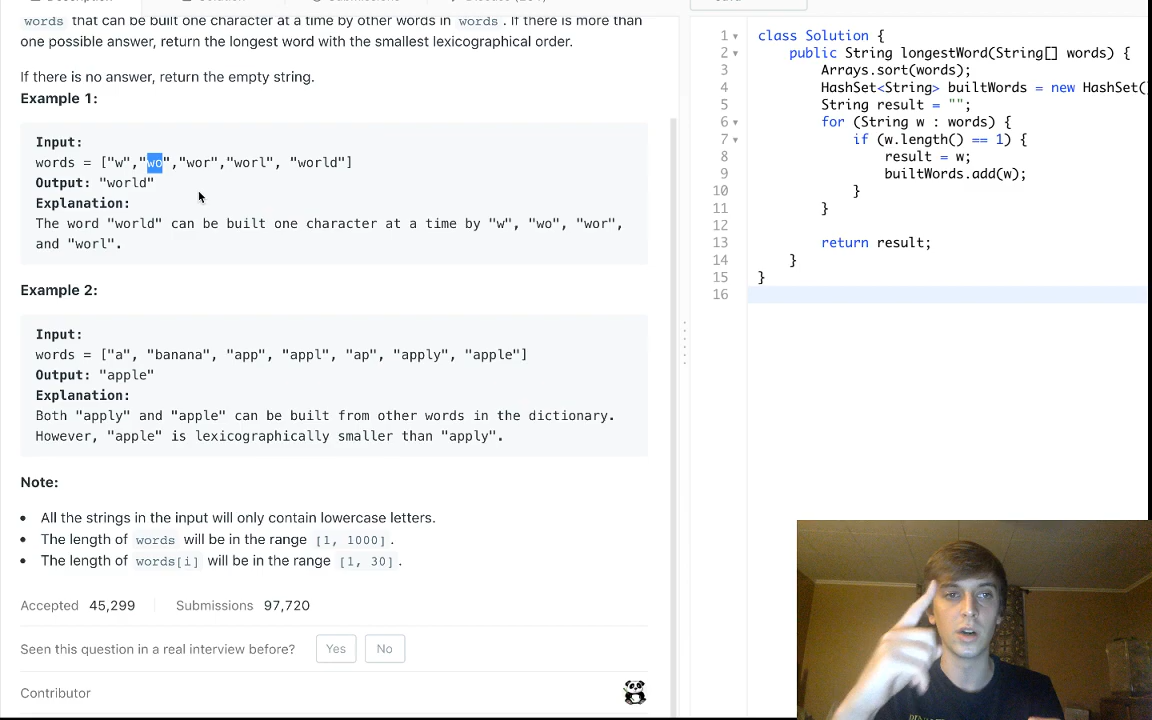 words that can be built one character at a time by other words in words . If there is more than
one possible answer, return the longest word with the smallest lexicographical order.
If there is no answer, return the empty string.
Example 1:
Input:
words = ["w","wo","wor","worl", "world"]
Output: "world"
Explanation:
The word "world" can be built one character at a time by "w", "wo", "wor",
and "worl".
Example 2:
Input:
words = ["a", "banana", "app", "appl", "ap", "apply", "apple"]
Output: "apple"
Explanation:
Both "apply" and "apple" can be built from other words in the dictionary.
However, "apple" is lexicographically smaller than "apply".
Note:
• All the strings in the input will only contain lowercase letters.
• The length of words will be in the range [1, 1000] .
• The length of words[i] will be in the range [1, 30] .
Accepted 45,299 Submissions 97,720
Seen this question in a real interview before? Yes No
Contributor
1 class Solution {
2 public String longestWord(String[] words) {
3 Arrays.sort(words);
4 HashSet<String> builtWords = new HashSet(
5 String result = "";
6 for (String w : words) {
7 if (w.length() == 1) {
8 result = w;
9 builtWords.add(w);
10 }
11 }
12
13 return result;
14 }
15 }
16